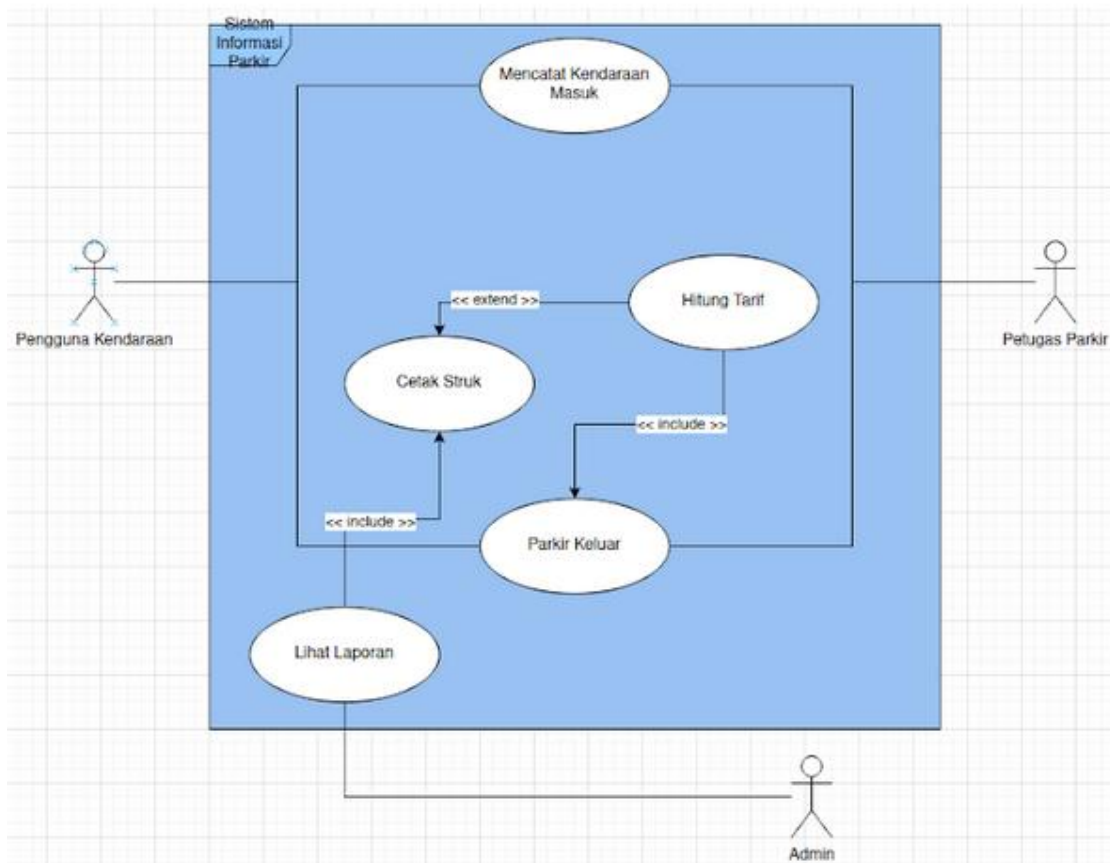 Sistem
Informasi
Parkir
Mencatat Kendaraan
Masuk
Pengguna Kendaraan
<< extend >>
Hitung Tarif
Petugas Parkir
Cetak Struk
<< include >>
<< include >>
Parkir Keluar
Lihat Laporan
Admin